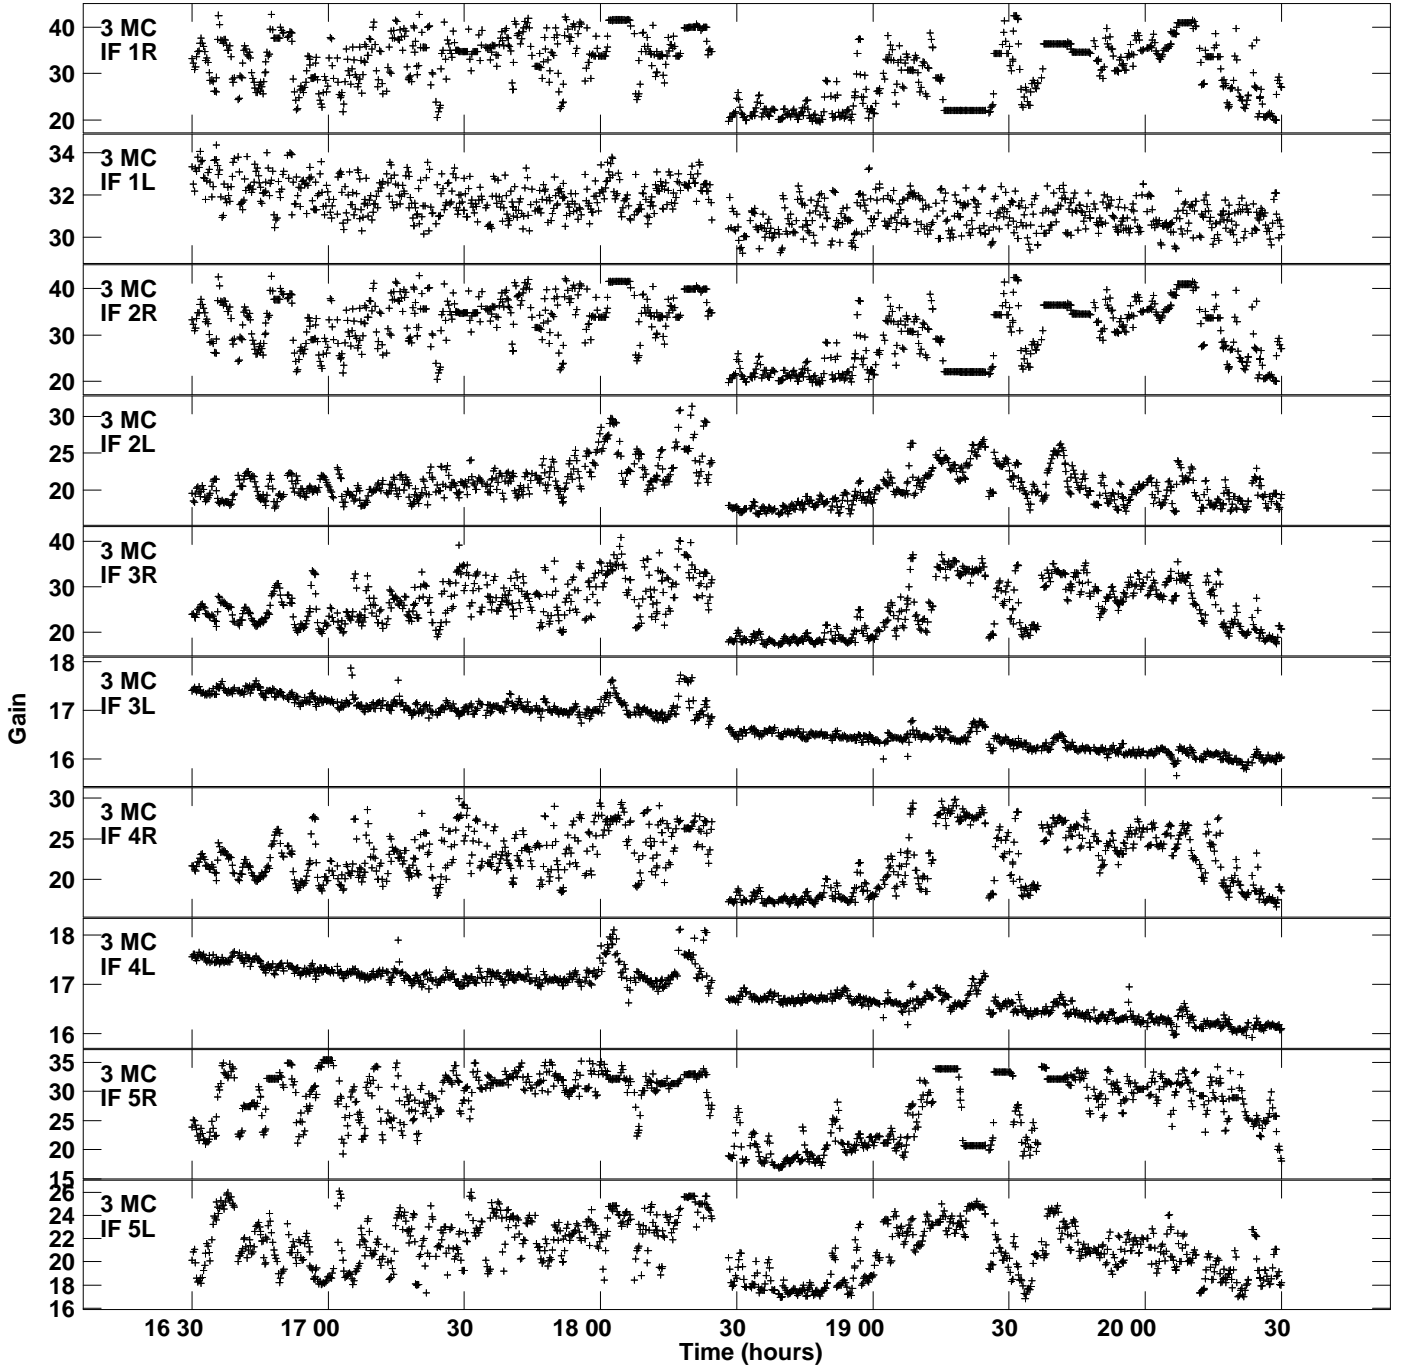 40
30
20
3 MC
IF 1R
34
32
30
3 MC
IF 1L
40
30
20
3 MC
IF 2R
30
25
20
3 MC
IF 2L
40
30
20
3 MC
IF 3R
18
17
16
3 MC
IF 3L
30
25
20
3 MC
IF 4R
18
17
16
3 MC
IF 4L
35
30
25
20
15
3 MC
IF 5R
26
24
22
20
18
16
3 MC
IF 5L
Gain
16 30 17 00 30 18 00 30 19 00 30 20 00 30
Time (hours)